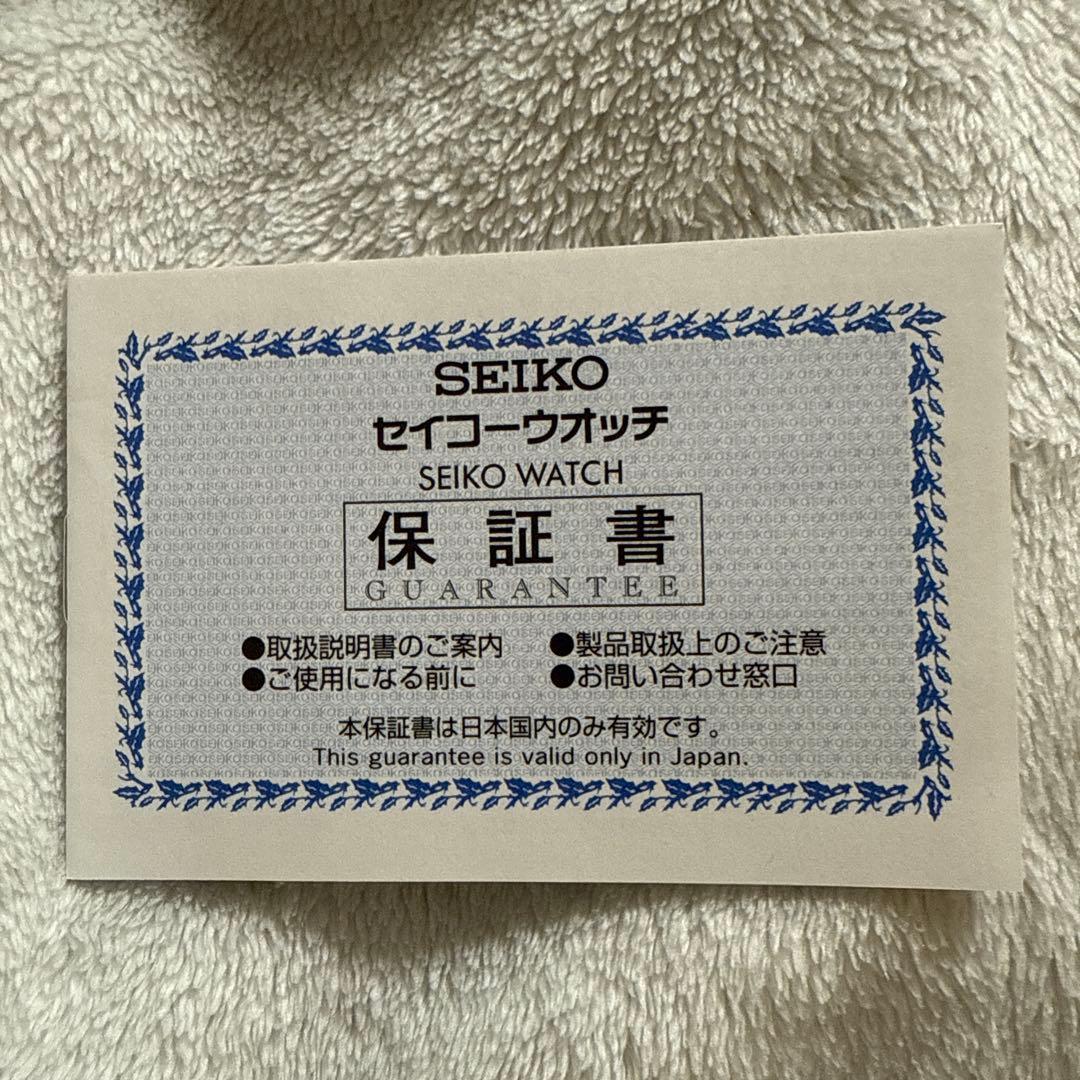 SEIKO
セイコーウオッチ
SEIKO WATCH
保証書
GUARANTEE
●取扱説明書のご案内 ●製品取扱上のご注意
●ご使用になる前に ●お問い合わせ窓口
本保証書は日本国内のみ有効です。
This guarantee is valid only in Japan.